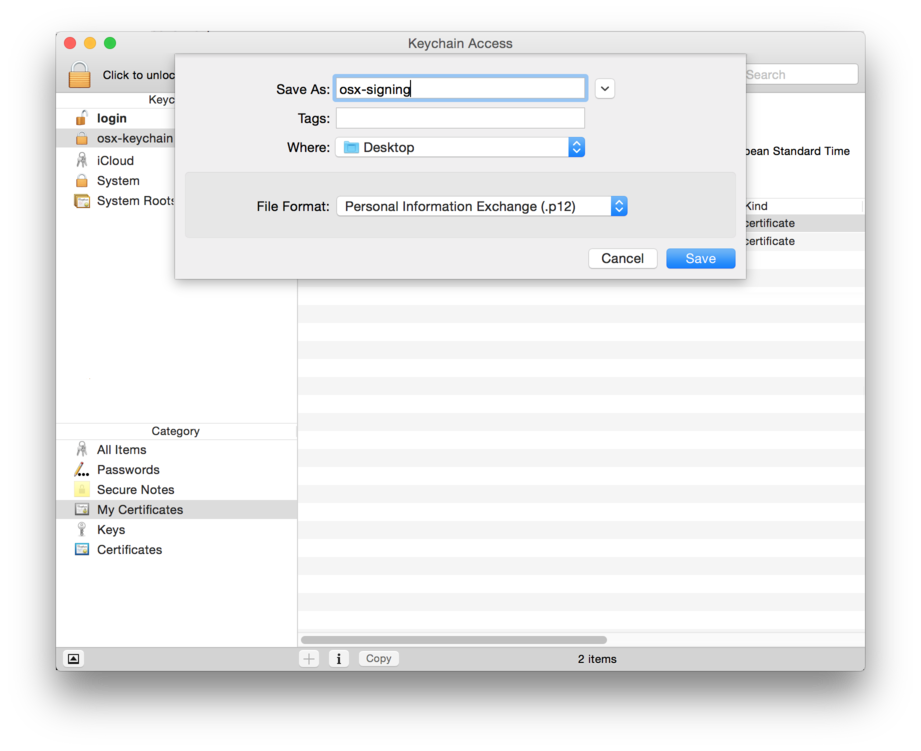 Keychain Access
Click to unloc
Search
Save As: osx-signing
Tags:
Where: Desktop
File Format: Personal Information Exchange (.p12)
Cancel Save
Keyc
login
osx-keychain
iCloud
System
System Roots
pean Standard Time
Kind
certificate
certificate
Category
All Items
Passwords
Secure Notes
My Certificates
Keys
Certificates
Copy
2 items